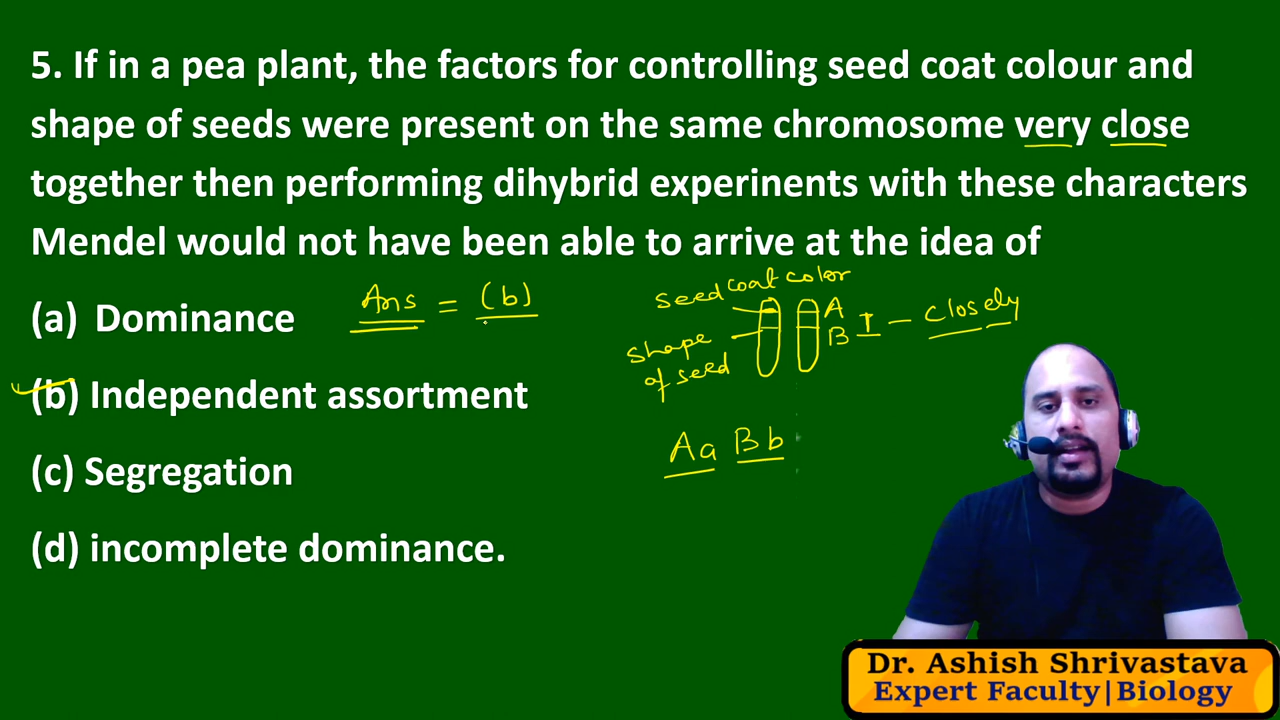 5. If in a pea plant, the factors for controlling seed coat colour and
shape of seeds were present on the same chromosome very close
together then performing dihybrid experinents with these characters
Mendel would not have been able to arrive at the idea of
(a) Dominance
Ans = (b)
(b) Independent assortment
(c) Segregation
(d) incomplete dominance.
seed coat color
shape
of seed
A
B
I - closely
Aa Bb
Dr. Ashish Shrivastava
Expert Faculty|Biology